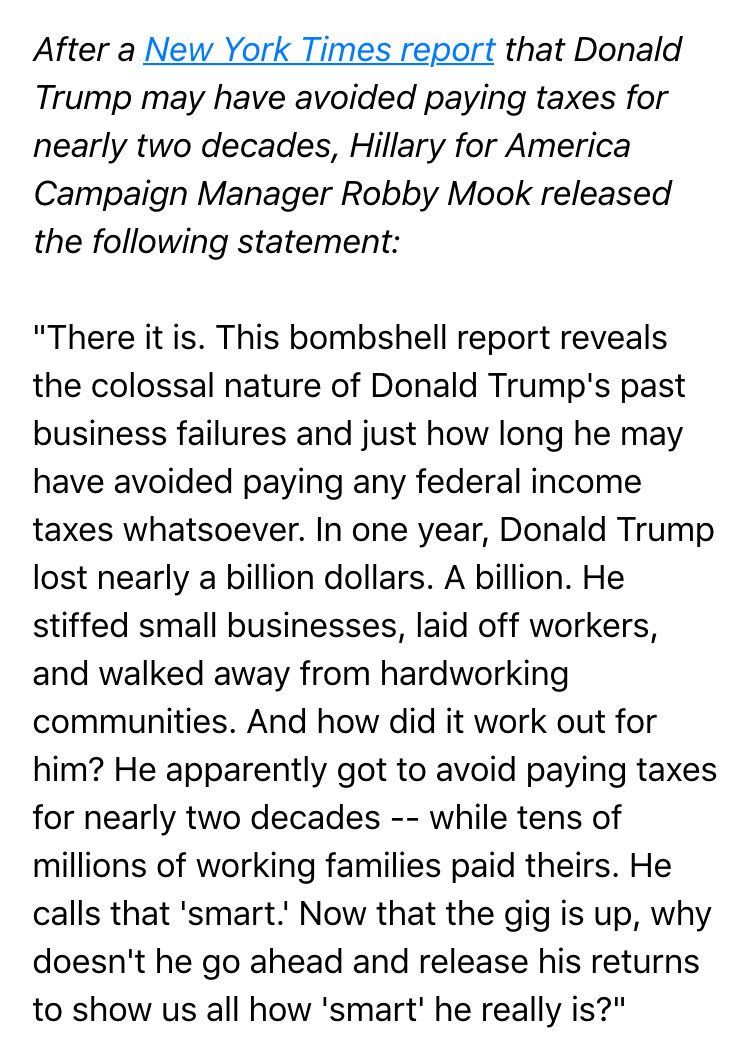 After a New York Times report that Donald
Trump may have avoided paying taxes for
nearly two decades, Hillary for America
Campaign Manager Robby Mook released
the following statement:
"There it is. This bombshell report reveals
the colossal nature of Donald Trump's past
business failures and just how long he may
have avoided paying any federal income
taxes whatsoever. In one year, Donald Trump
lost nearly a billion dollars. A billion. He
stiffed small businesses, laid off workers,
and walked away from hardworking
communities. And how did it work out for
him? He apparently got to avoid paying taxes
for nearly two decades -- while tens of
millions of working families paid theirs. He
calls that 'smart.' Now that the gig is up, why
doesn't he go ahead and release his returns
to show us all how 'smart' he really is?"